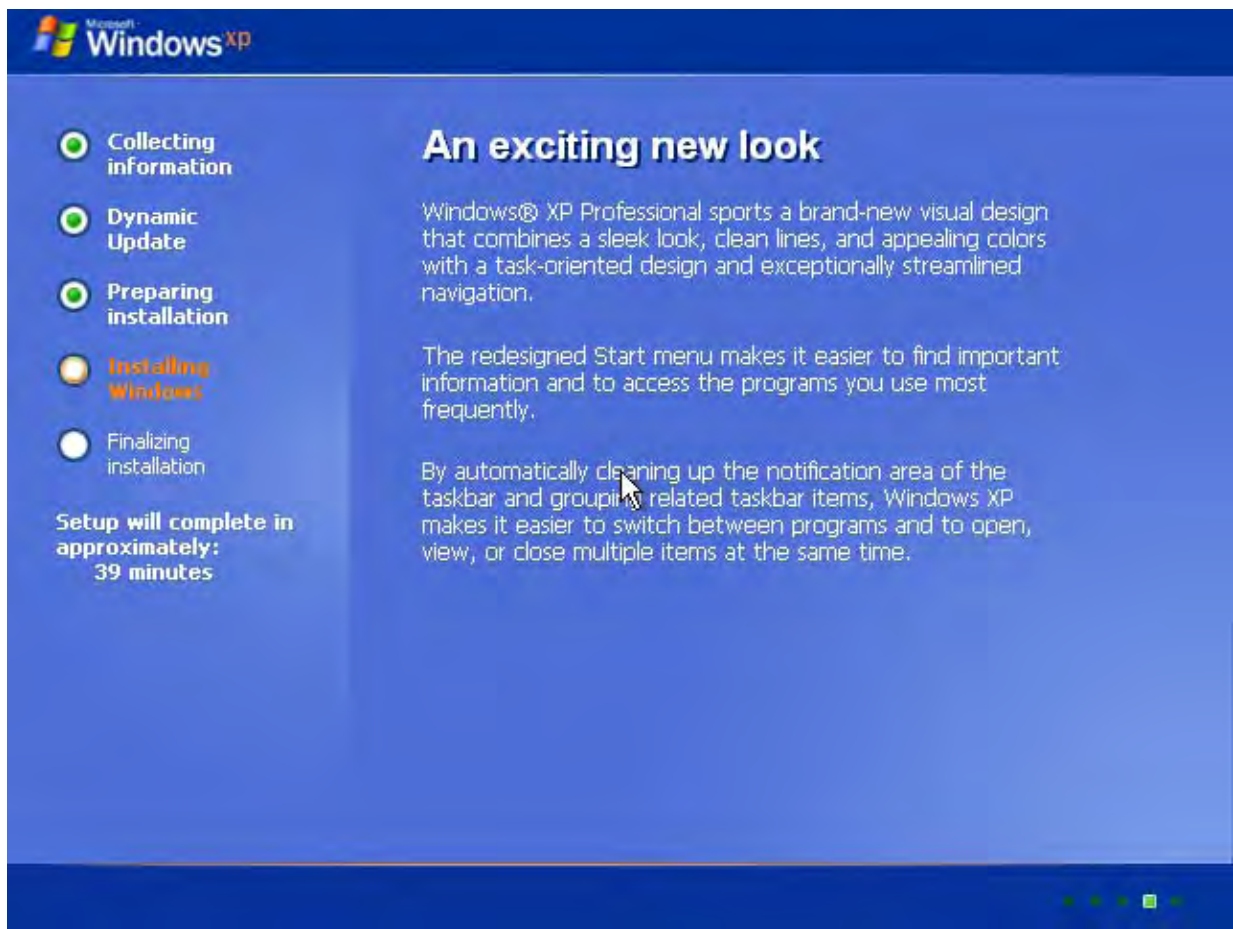 Microsoft
Windows xp
Collecting
information
Dynamic
Update
Preparing
installation
Installing
Windows
Finalizing
installation
Setup will complete in
approximately:
39 minutes
An exciting new look
Windows® XP Professional sports a brand-new visual design
that combines a sleek look, clean lines, and appealing colors
with a task-oriented design and exceptionally streamlined
navigation.
The redesigned Start menu makes it easier to find important
information and to access the programs you use most
frequently.
By automatically cleaning up the notification area of the
taskbar and grouping related taskbar items, Windows XP
makes it easier to switch between programs and to open,
view, or close multiple items at the same time.